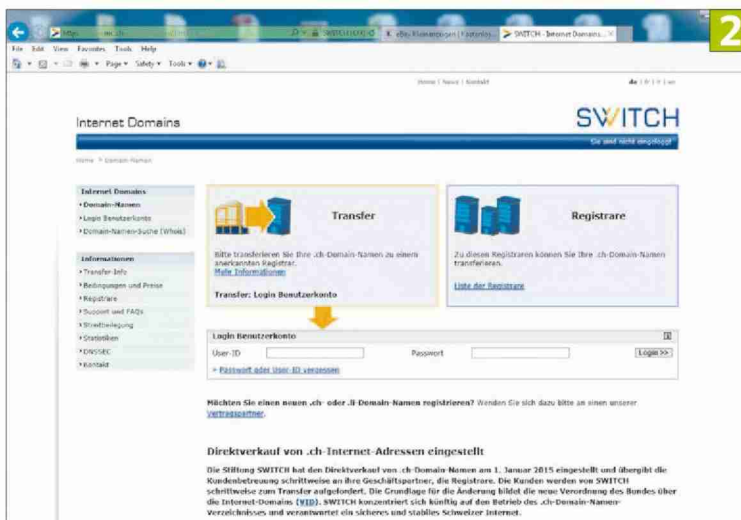 2
SWITCH - Internet Domains...
File Edit View Favorites Tools Help
Page Safety Tools
Home | News | Kontakt
de | fr | it | en
Internet Domains
SWITCH
Sie sind nicht eingeloggt
Home > Domain-Namen
Internet Domains
Domain-Namen
Login Benutzerkonto
Domain-Namen-Suche (Whois)
Informationen
Transfer-Info
Bedingungen und Preise
Registrare
Support und FAQs
Streitbeilegung
Statistiken
DNSSEC
Kontakt
Transfer
Bitte transferieren Sie Ihre .ch-Domain-Namen zu einem
anerkannten Registrar.
Mehr Informationen
Transfer: Login Benutzerkonto
Registrare
Zu diesen Registraren können Sie Ihre .ch-Domain-Namen
transferieren.
Liste der Registrare
Login Benutzerkonto
User-ID Passwort Login >>
» Passwort oder User-ID vergessen
Möchten Sie einen neuen .ch- oder .li-Domain-Namen registrieren? Wenden Sie sich dazu bitte an einen unserer
Vertragspartner.
Direktverkauf von .ch-Internet-Adressen eingestellt
Die Stiftung SWITCH hat den Direktverkauf von .ch-Domain-Namen am 1. Januar 2015 eingestellt und übergibt die
Kundenbetreuung schrittweise an ihre Geschäftspartner, die Registrare. Die Kunden werden von SWITCH
schrittweise zum Transfer aufgefordert. Die Grundlage für die Änderung bildet die neue Verordnung des Bundes über
die Internet-Domains (VID). SWITCH konzentriert sich künftig auf den Betrieb des .ch-Domain-Namen-
Verzeichnisses und verantwortet ein sicheres und stabiles Schweizer Internet.